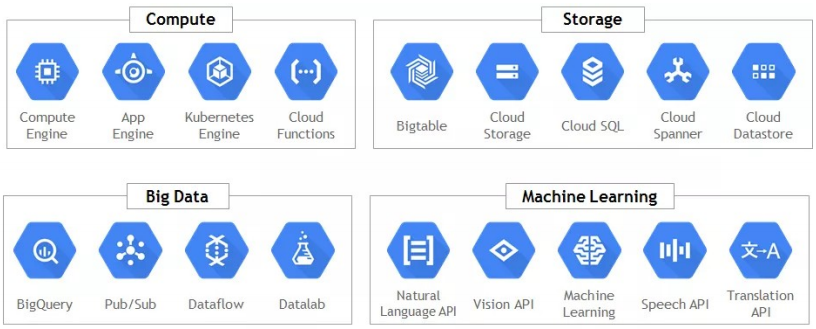 Compute
Compute
Engine
App
Engine
Kubernetes
Engine
Cloud
Functions
Storage
Bigtable
Cloud
Storage
Cloud SQL
Cloud
Spanner
Cloud
Datastore
Big Data
BigQuery
Pub/Sub
Dataflow
Datalab
Machine Learning
Natural
Language API
Vision API
Machine
Learning
Speech API
文→A
Translation
API